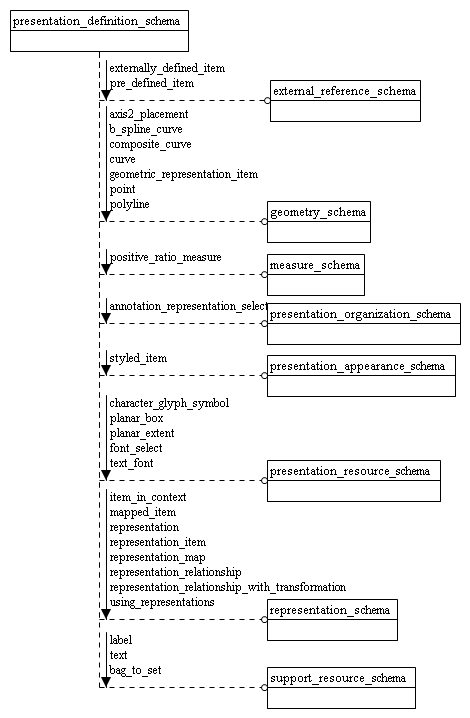 presentation_definition_schema
externally_defined_item
pre_defined_item
external_reference_schema
axis2_placement
b_spline_curve
composite_curve
curve
geometric_representation_item
point
polyline
geometry_schema
positive_ratio_measure
measure_schema
annotation_representation_select
presentation_organization_schema
styled_item
presentation_appearance_schema
character_glyph_symbol
planar_box
planar_extent
font_select
text_font
presentation_resource_schema
item_in_context
mapped_item
representation
representation_item
representation_map
representation_relationship
representation_relationship_with_transformation
using_representations
representation_schema
label
text
bag_to_set
support_resource_schema